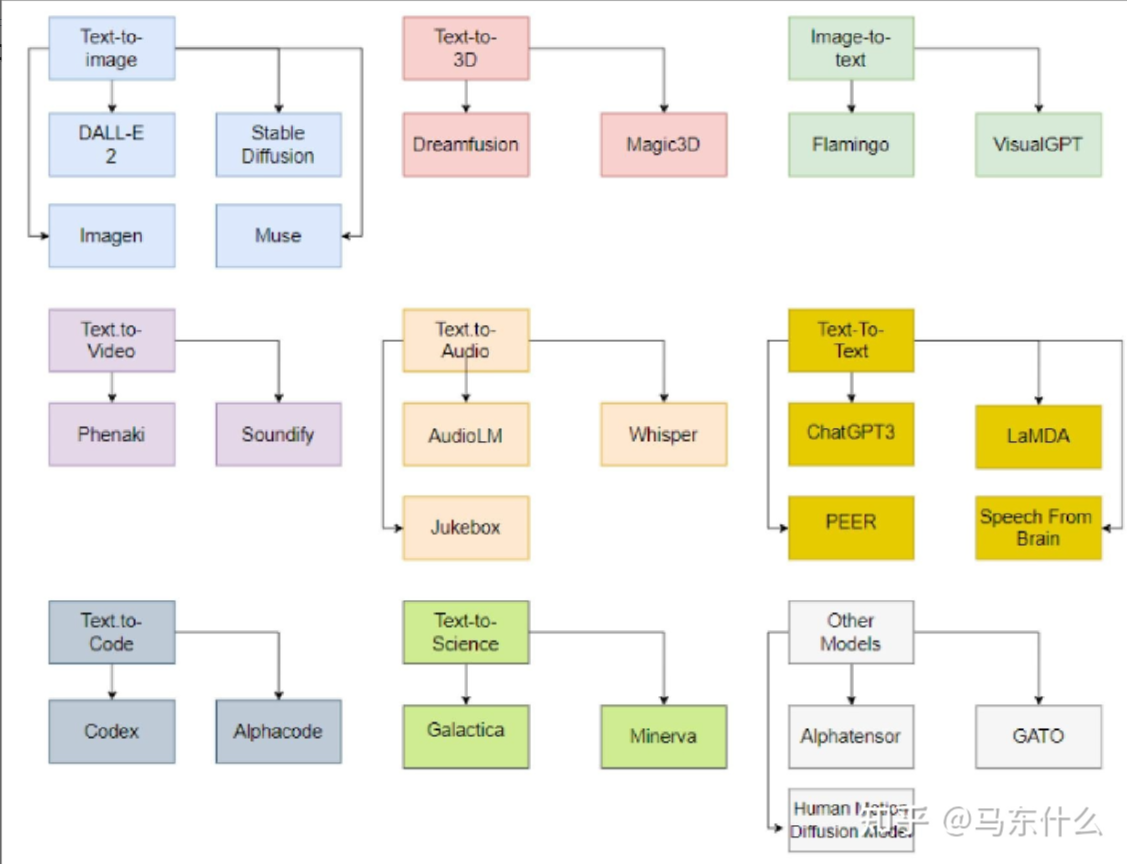 Text-to-
image
DALL-E
2
Stable
Diffusion
Imagen
Muse
Text-to-
3D
Dreamfusion
Magic3D
Image-to-
text
Flamingo
VisualGPT
Text.to-
Video
Phenaki
Soundify
Text.to-
Audio
AudioLM
Whisper
Jukebox
Text-To-
Text
ChatGPT3
LaMDA
PEER
Speech From
Brain
Text.to-
Code
Codex
Alphacode
Text-to-
Science
Galactica
Minerva
Other
Models
Alphatensor
GATO
Human Motion
Diffusion Model
知乎 @马东什么